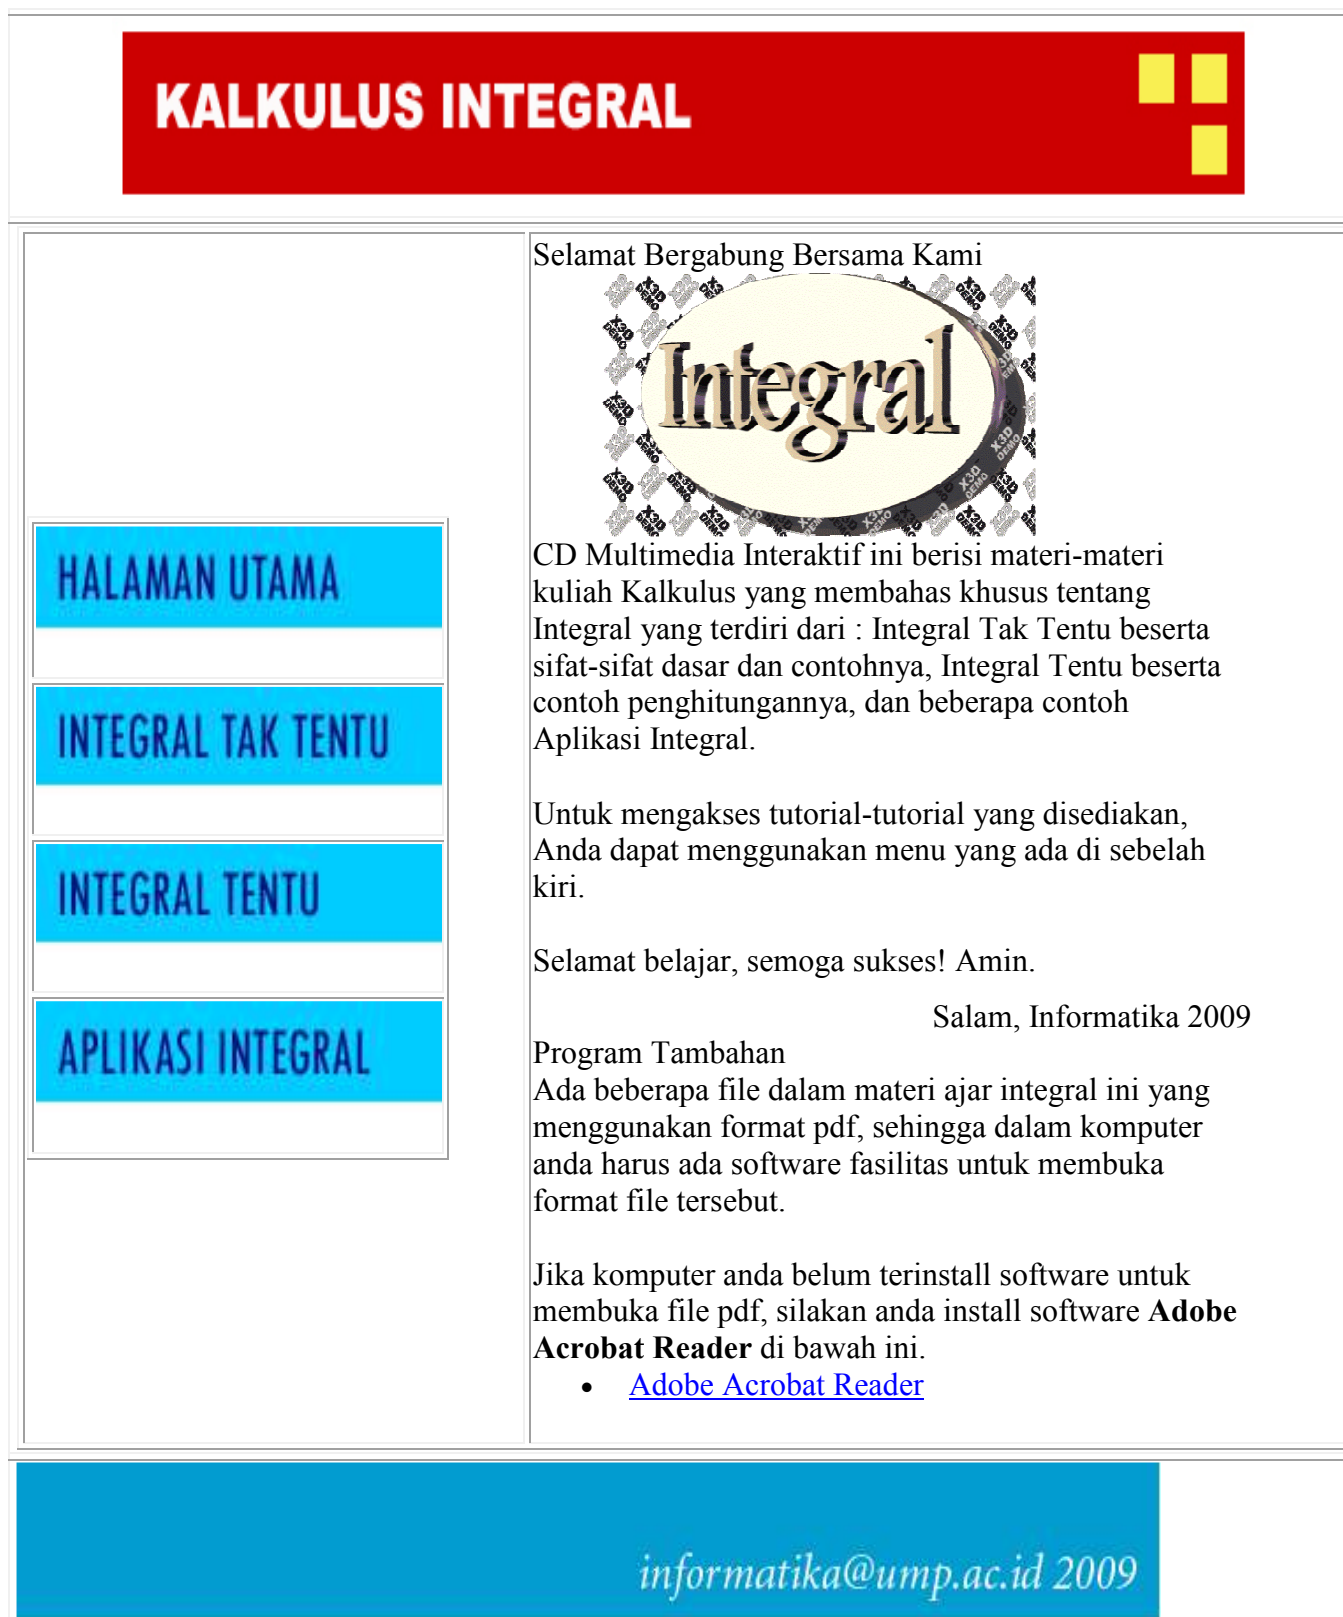 KALKULUS INTEGRAL
HALAMAN UTAMA
INTEGRAL TAK TENTU
INTEGRAL TENTU
APLIKASI INTEGRAL
Selamat Bergabung Bersama Kami
Integral
X3D DEMO
CD Multimedia Interaktif ini berisi materi-materi
kuliah Kalkulus yang membahas khusus tentang
Integral yang terdiri dari : Integral Tak Tentu beserta
sifat-sifat dasar dan contohnya, Integral Tentu beserta
contoh penghitungannya, dan beberapa contoh
Aplikasi Integral.
Untuk mengakses tutorial-tutorial yang disediakan,
Anda dapat menggunakan menu yang ada di sebelah
kiri.
Selamat belajar, semoga sukses! Amin.
Salam, Informatika 2009
Program Tambahan
Ada beberapa file dalam materi ajar integral ini yang
menggunakan format pdf, sehingga dalam komputer
anda harus ada software fasilitas untuk membuka
format file tersebut.
Jika komputer anda belum terinstall software untuk
membuka file pdf, silakan anda install software Adobe
Acrobat Reader di bawah ini.
• Adobe Acrobat Reader
informatika@ump.ac.id 2009